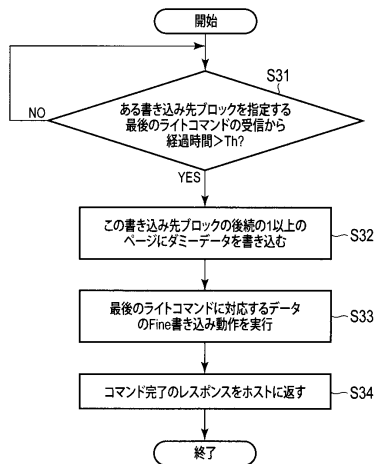 開始
S31
ある書き込み先ブロックを指定する
最後のライトコマンドの受信から
経過時間>Th?
NO
YES
この書き込み先ブロックの後続の1以上の
ページにダミーデータを書き込む
S32
最後のライトコマンドに対応するデータ
のFine書き込み動作を実行
S33
コマンド完了のレスポンスをホストに返す
S34
終了